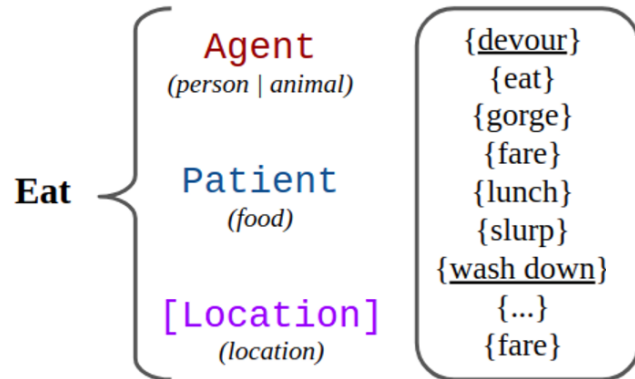 Eat
Agent
(person | animal)
Patient
(food)
[Location]
(location)
{devour}
{eat}
{gorge}
{fare}
{lunch}
{slurp}
{wash down}
{...}
{fare}